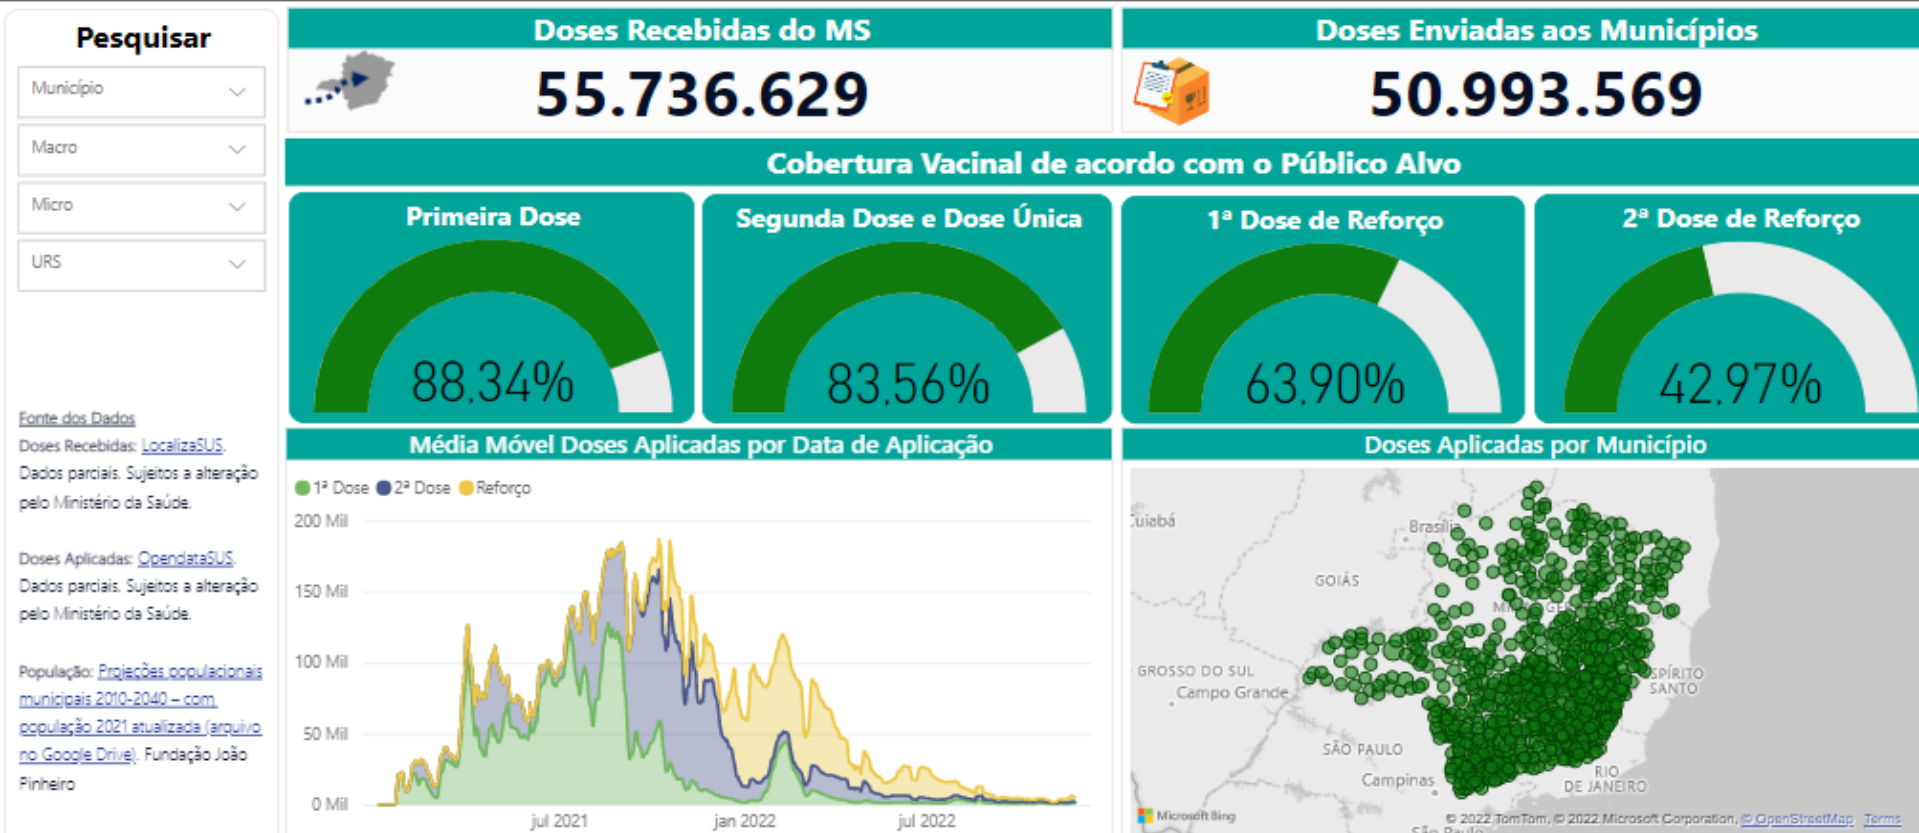 Pesquisar
Município
Macro
Micro
URS
Fonte dos Dados
Doses Recebidas: LocalizaSUS.
Dados parciais. Sujeitos a alteração
pelo Ministério da Saúde.
Doses Aplicadas: OpendataSUS.
Dados parciais. Sujeitos a alteração
pelo Ministério da Saúde.
População: Projeções populacionais
municipais 2010-2040 – com
população 2021 atualizada (arquivo
no Google Drive). Fundação João
Pinheiro
Doses Recebidas do MS
55.736.629
Doses Enviadas aos Municípios
50.993.569
Cobertura Vacinal de acordo com o Público Alvo
Primeira Dose
88,34%
Segunda Dose e Dose Única
83,56%
1ª Dose de Reforço
63,90%
2ª Dose de Reforço
42,97%
Média Móvel Doses Aplicadas por Data de Aplicação
1ª Dose 2ª Dose Reforço
200 Mil
150 Mil
100 Mil
50 Mil
0 Mil
jul 2021 jan 2022 jul 2022
Doses Aplicadas por Município
Cuiabá
Brasília
GOIÁS
GROSSO DO SUL
Campo Grande
SPÍRITO
SANTO
SÃO PAULO
Campinas
RIO
DE JANEIRO
Microsoft Bing
© 2022 TomTom, © 2022 Microsoft Corporation, © OpenStreetMap Terms
São Paulo